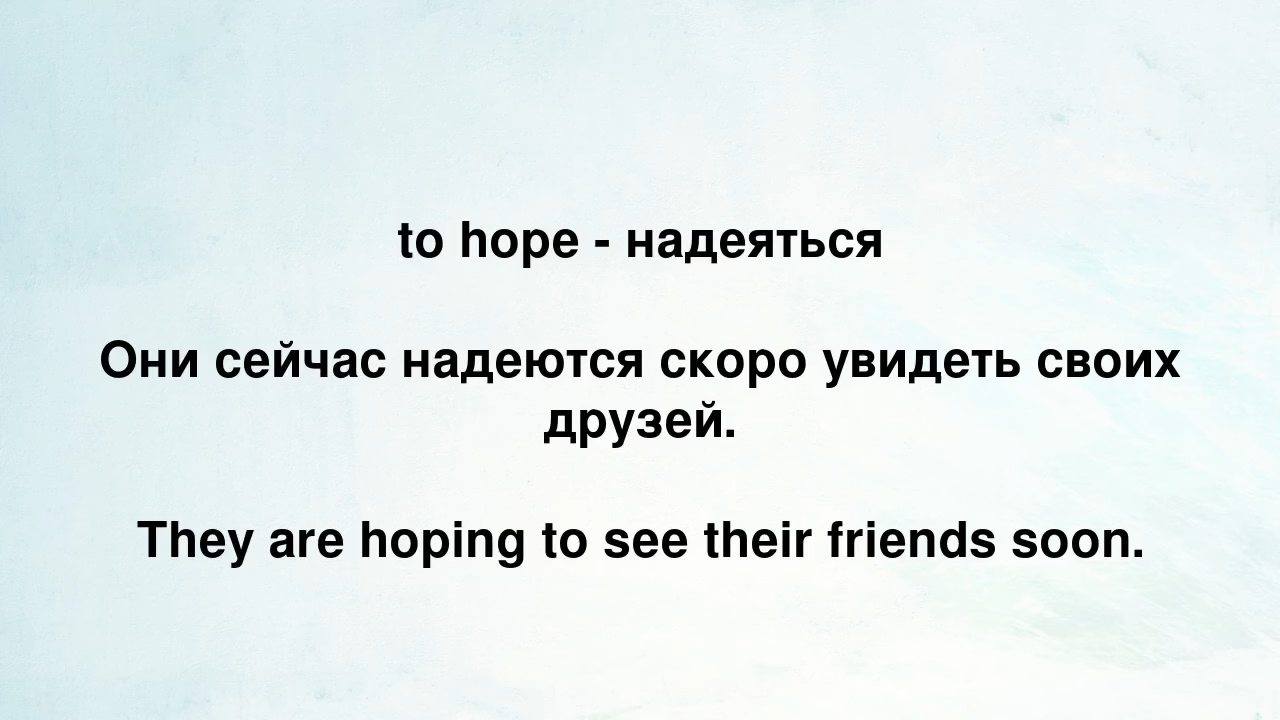 to hope - надеяться
Они сейчас надеются скоро увидеть своих
друзей.
They are hoping to see their friends soon.